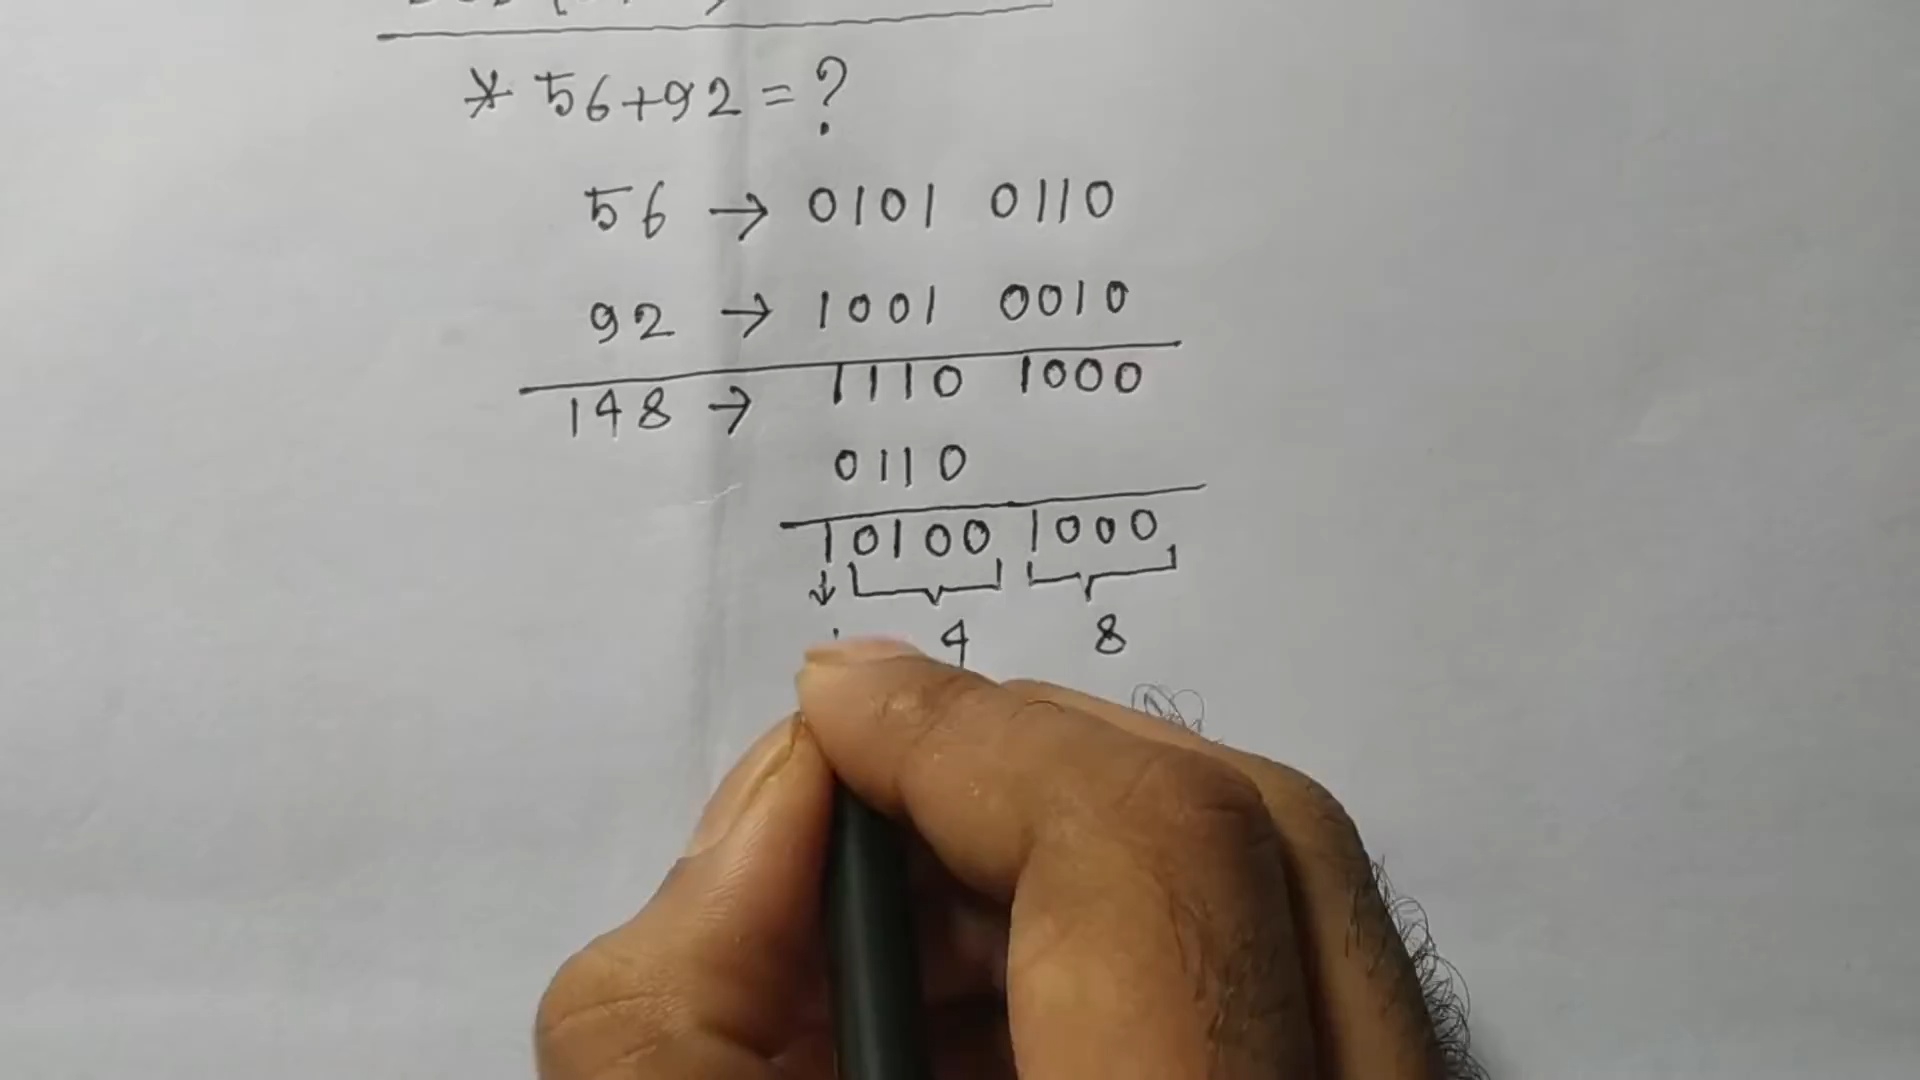 * 56+92 = ?
56 → 0101 0110
92 → 1001 0010
148 → 1110 1000
0110
10100 1000
↓
4 8